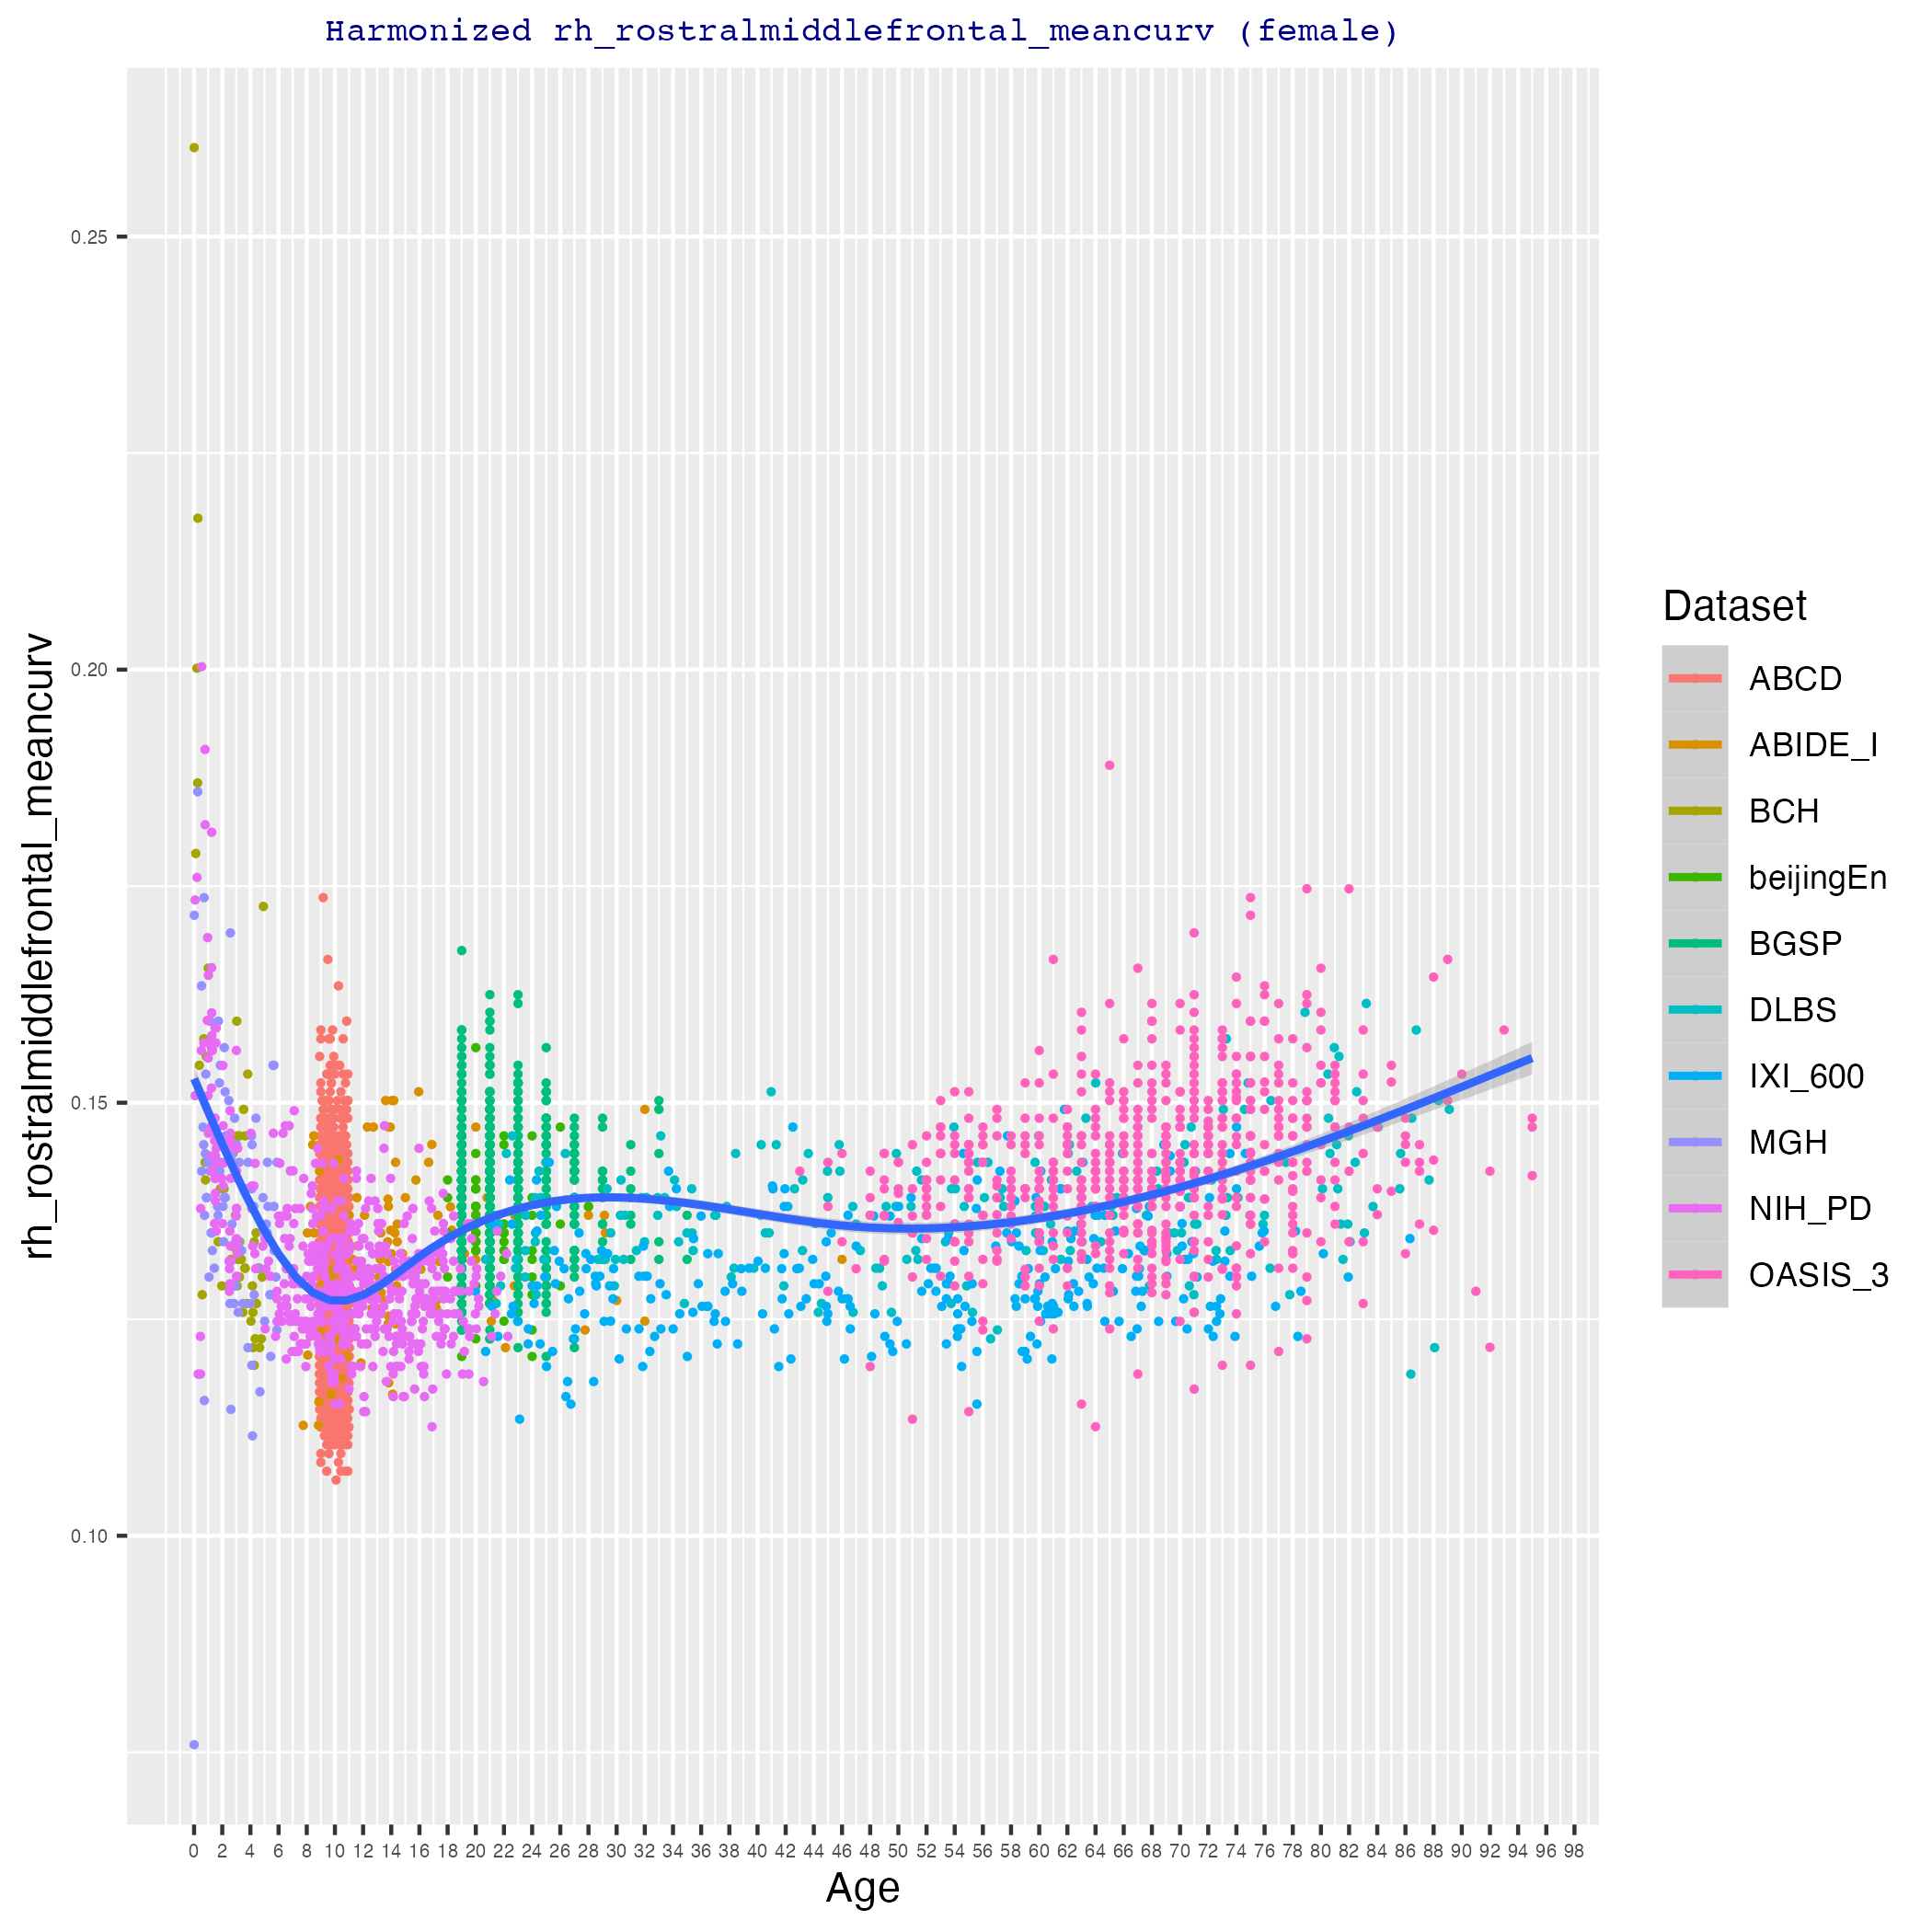 Harmonized rh_rostralmiddlefrontal_meancurv (female)
rh_rostralmiddlefrontal_meancurv
0.25
0.20
0.15
0.10
0 2 4 6 8 10 12 14 16 18 20 22 24 26 28 30 32 34 36 38 40 42 44 46 48 50 52 54 56 58 60 62 64 66 68 70 72 74 76 78 80 82 84 86 88 90 92 94 96 98
Age
Dataset
ABCD
ABIDE_I
BCH
beijingEn
BGSP
DLBS
IXI_600
MGH
NIH_PD
OASIS_3